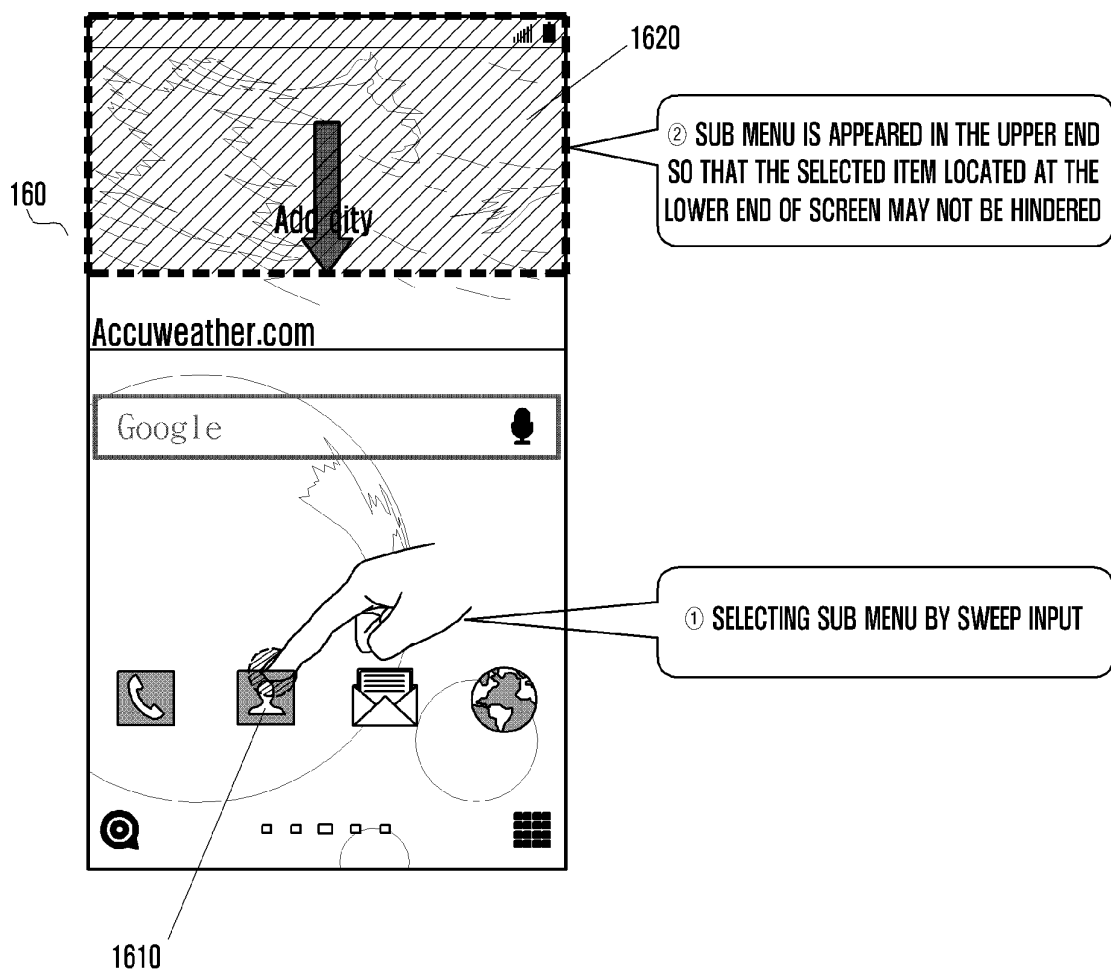 1620
② SUB MENU IS APPEARED IN THE UPPER END
SO THAT THE SELECTED ITEM LOCATED AT THE
LOWER END OF SCREEN MAY NOT BE HINDERED
160
Add city
Accuweather.com
Google
① SELECTING SUB MENU BY SWEEP INPUT
1610